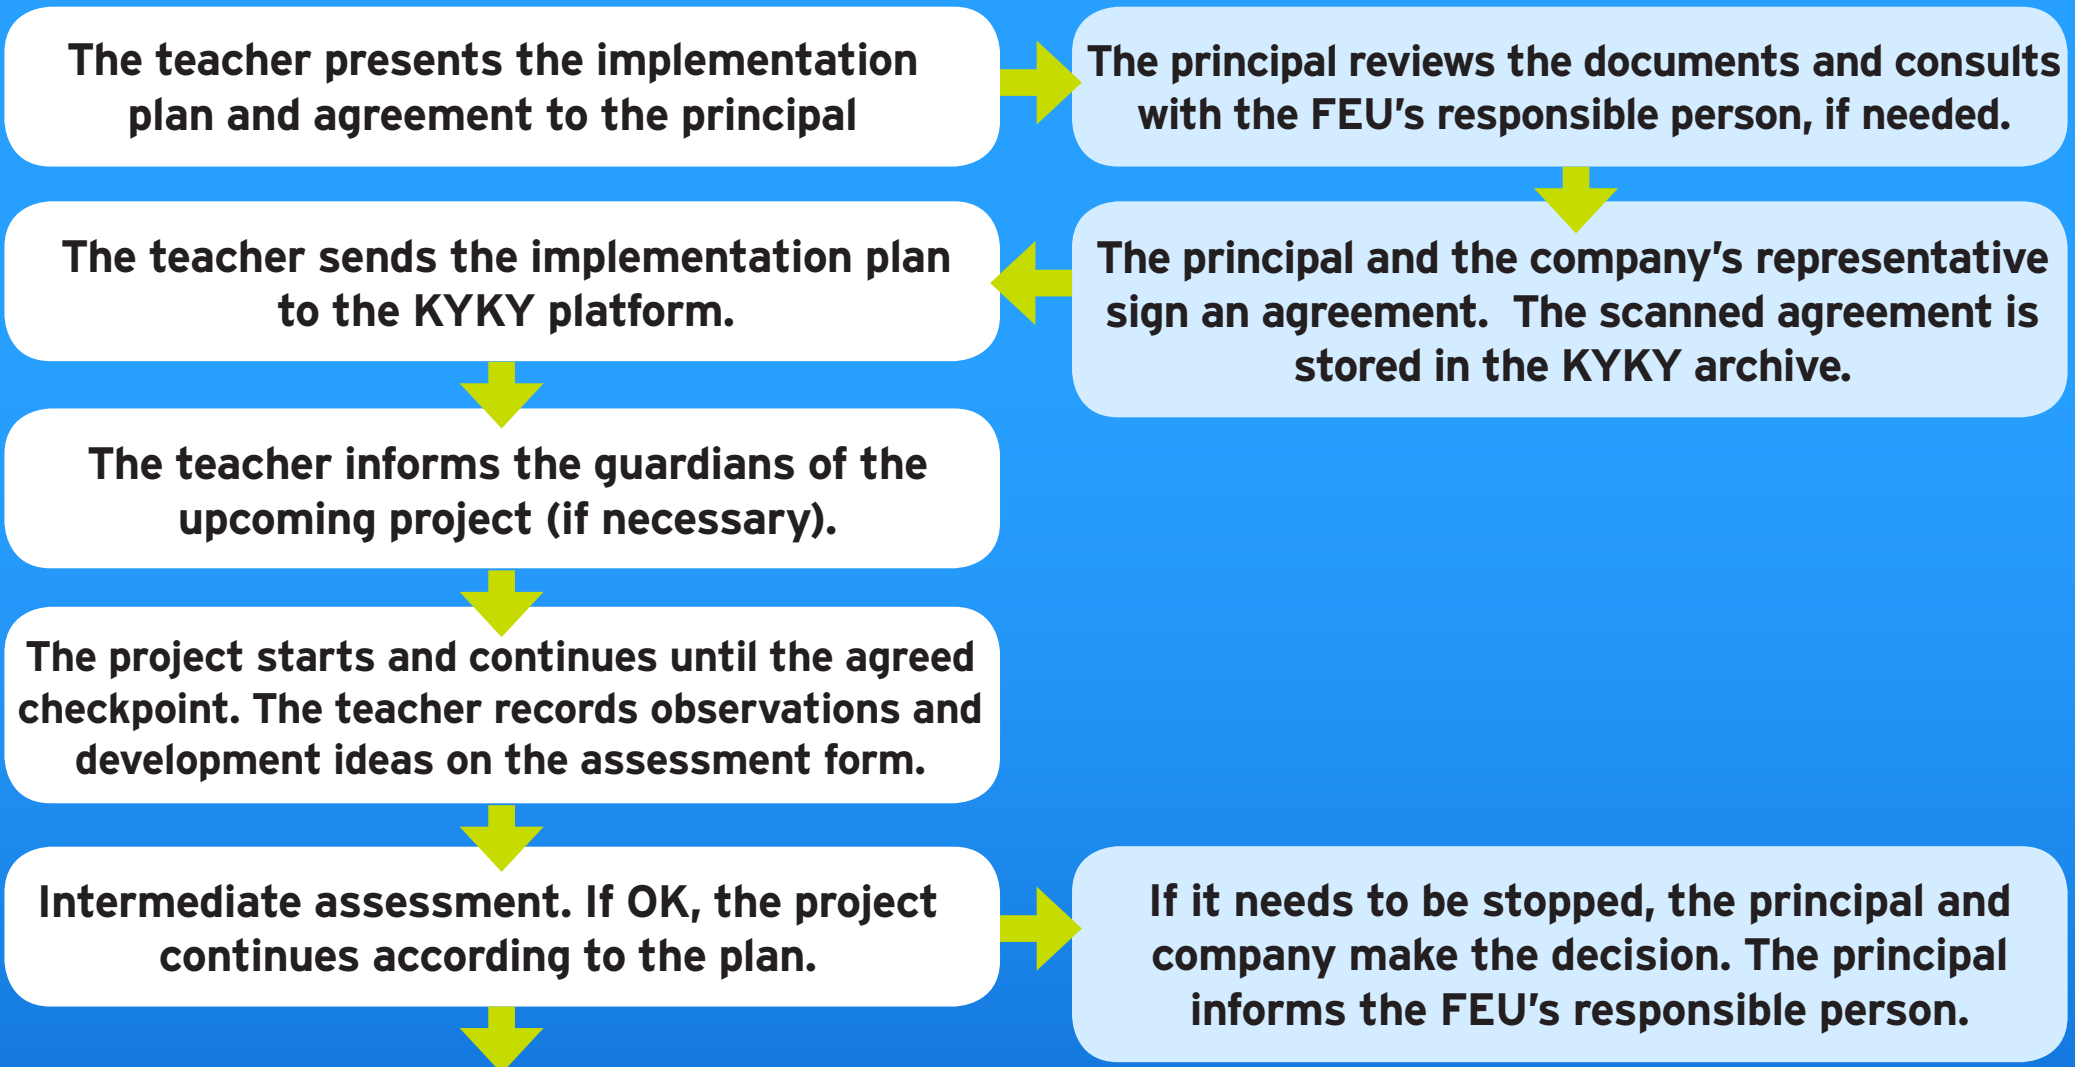 The teacher presents the implementation
plan and agreement to the principal
The principal reviews the documents and consults
with the FEU's responsible person, if needed.
The principal and the company's representative
sign an agreement.  The scanned agreement is
stored in the KYKY archive.
The teacher sends the implementation plan
to the KYKY platform.
The teacher informs the guardians of the
upcoming project (if necessary).
The project starts and continues until the agreed
checkpoint. The teacher records observations and
development ideas on the assessment form.
Intermediate assessment. If OK, the project
continues according to the plan.
If it needs to be stopped, the principal and
company make the decision. The principal
informs the FEU's responsible person.